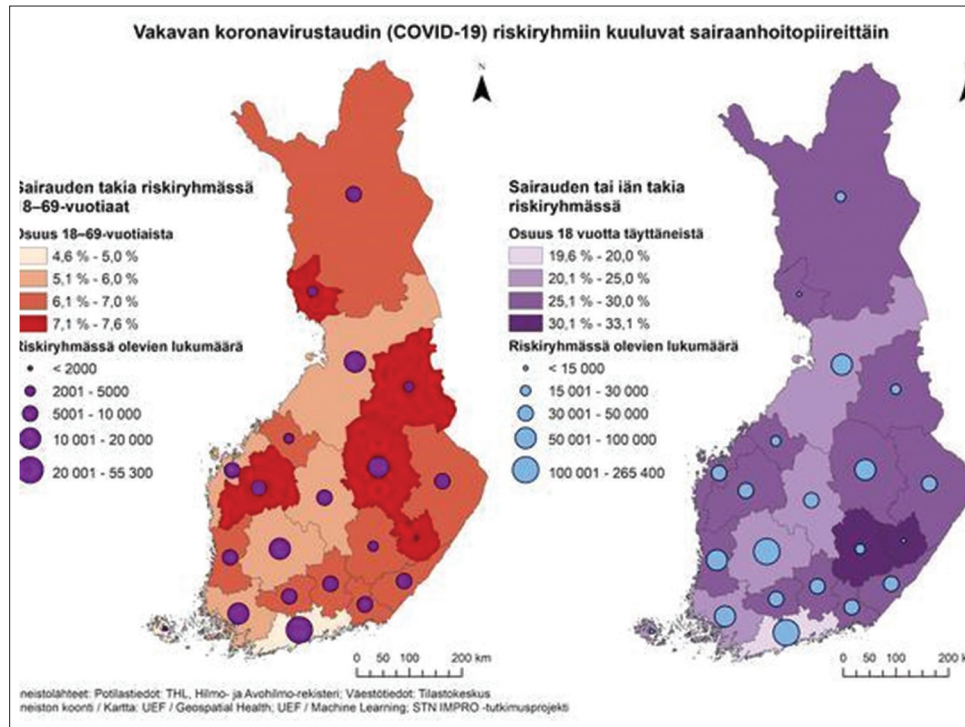 Vakavan koronavirustaudin (COVID-19) riskiryhmiin kuuluvat sairaanhoitopiireittäin
N
N
Sairauden takia riskiryhmässä
18–69-vuotiaat
Osuus 18–69-vuotiaista
4,6 % - 5,0 %
5,1 % - 6,0 %
6,1 % - 7,0 %
7,1 % - 7,6 %
Riskiryhmässä olevien lukumäärä
< 2000
2001 - 5000
5001 - 10 000
10 001 - 20 000
20 001 - 55 300
0 50 100 200 km
Sairauden tai iän takia
riskiryhmässä
Osuus 18 vuotta täyttäneistä
19,6 % - 20,0 %
20,1 % - 25,0 %
25,1 % - 30,0 %
30,1 % - 33,1 %
Riskiryhmässä olevien lukumäärä
< 15 000
15 001 - 30 000
30 001 - 50 000
50 001 - 100 000
100 001 - 265 400
0 50 100 200 km
neistolähteet: Potilastiedot: THL, Hilmo- ja Avohilmo-rekisteri; Väestötiedot: Tilastokeskus
neiston koonti / Kartta: UEF / Geospatial Health; UEF / Machine Learning; STN IMPRO -tutkimusprojekti